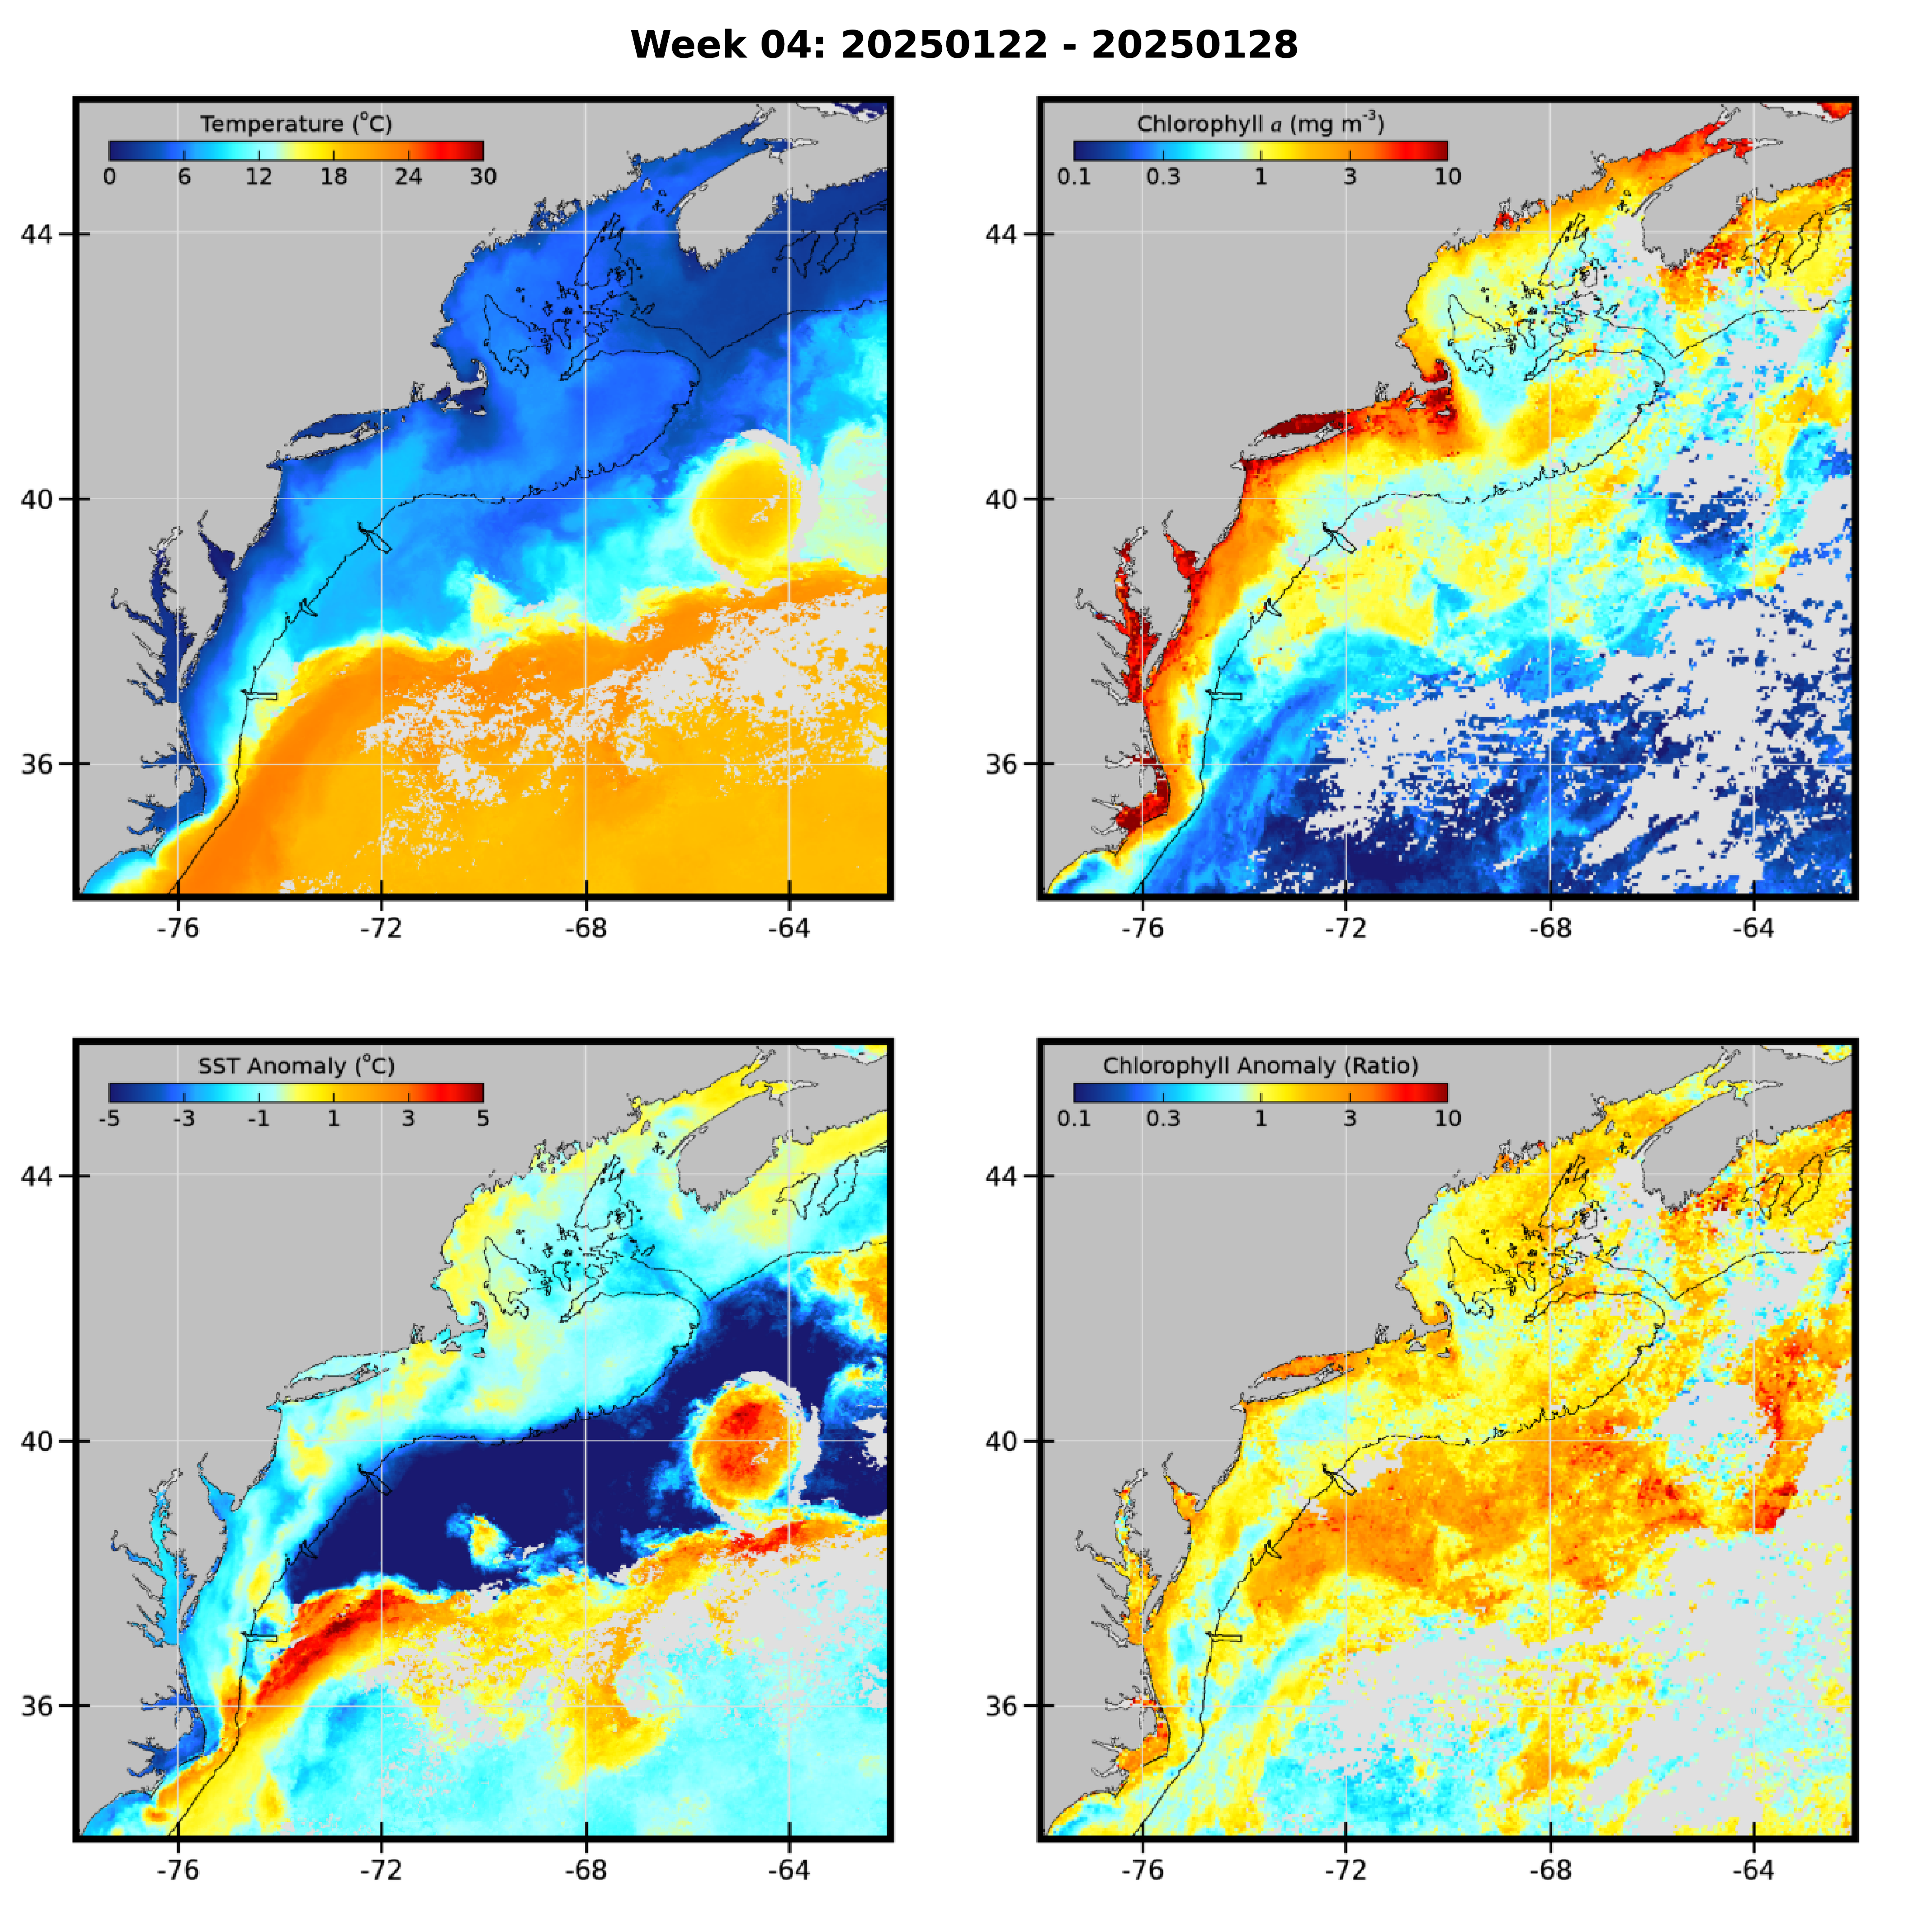 Week 04: 20250122 - 20250128
Temperature (°C)
0 6 12 18 24 30
44
40
36
-76 -72 -68 -64
Chlorophyll a (mg m⁻³)
0.1 0.3 1 3 10
44
40
36
-76 -72 -68 -64
SST Anomaly (°C)
-5 -3 -1 1 3 5
44
40
36
-76 -72 -68 -64
Chlorophyll Anomaly (Ratio)
0.1 0.3 1 3 10
44
40
36
-76 -72 -68 -64